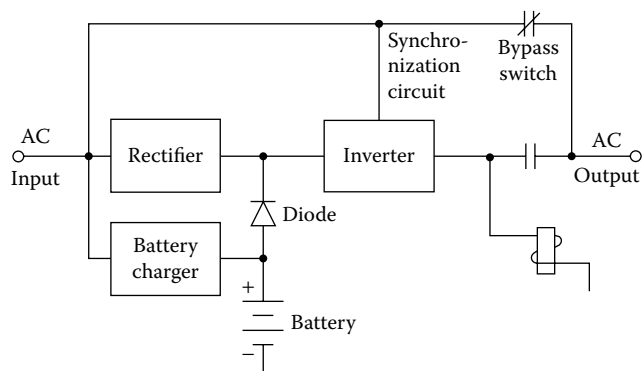 Synchro-
nization
circuit
Bypass
switch
AC
Input
Rectifier
Inverter
AC
Output
Diode
Battery
charger
+
Battery
−